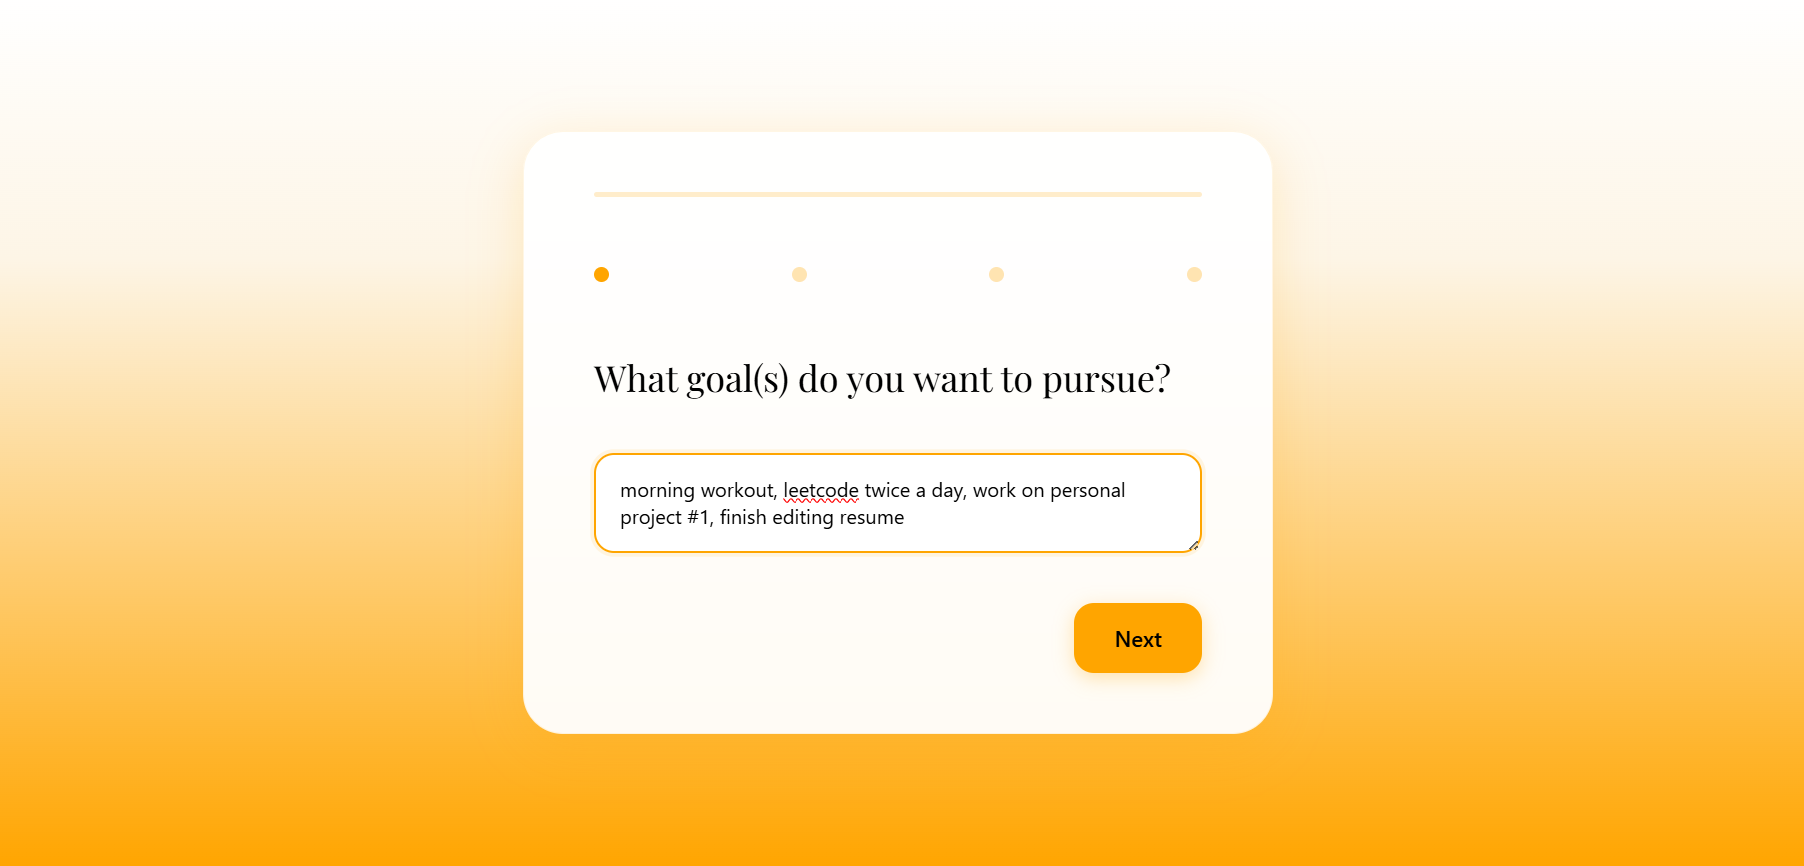 What goal(s) do you want to pursue?
morning workout, leetcode twice a day, work on personal
project #1, finish editing resume
Next